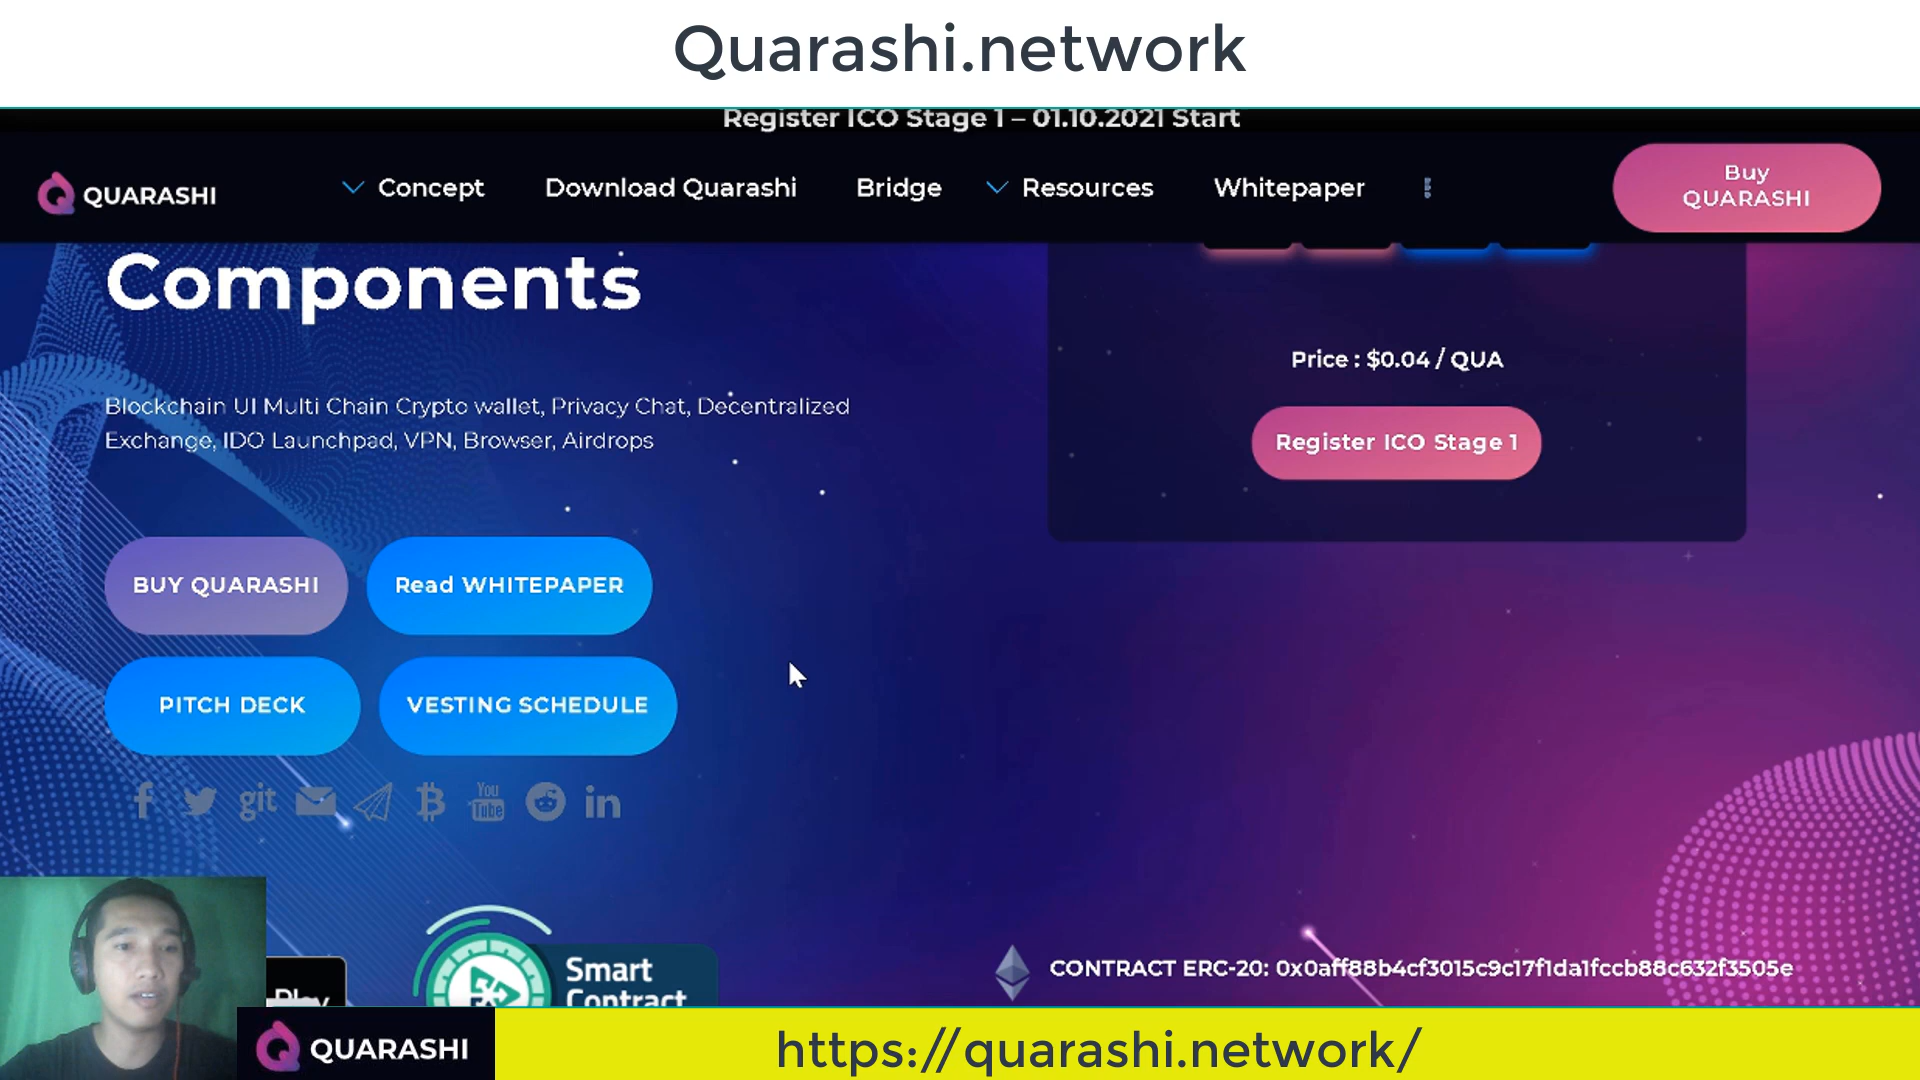 Quarashi.network
Register ICO Stage 1 – 01.10.2021 Start
QUARASHI
Concept
Download Quarashi
Bridge
Resources
Whitepaper
Buy
QUARASHI
Components
Blockchain UI Multi Chain Crypto wallet, Privacy Chat, Decentralized
Exchange, IDO Launchpad, VPN, Browser, Airdrops
Price : $0.04 / QUA
Register ICO Stage 1
BUY QUARASHI
Read WHITEPAPER
PITCH DECK
VESTING SCHEDULE
git
You
Tube
in
Play
Smart
Contract
CONTRACT ERC-20: 0x0aff88b4cf3015c9c17f1da1fccb88c632f3505e
QUARASHI
https://quarashi.network/